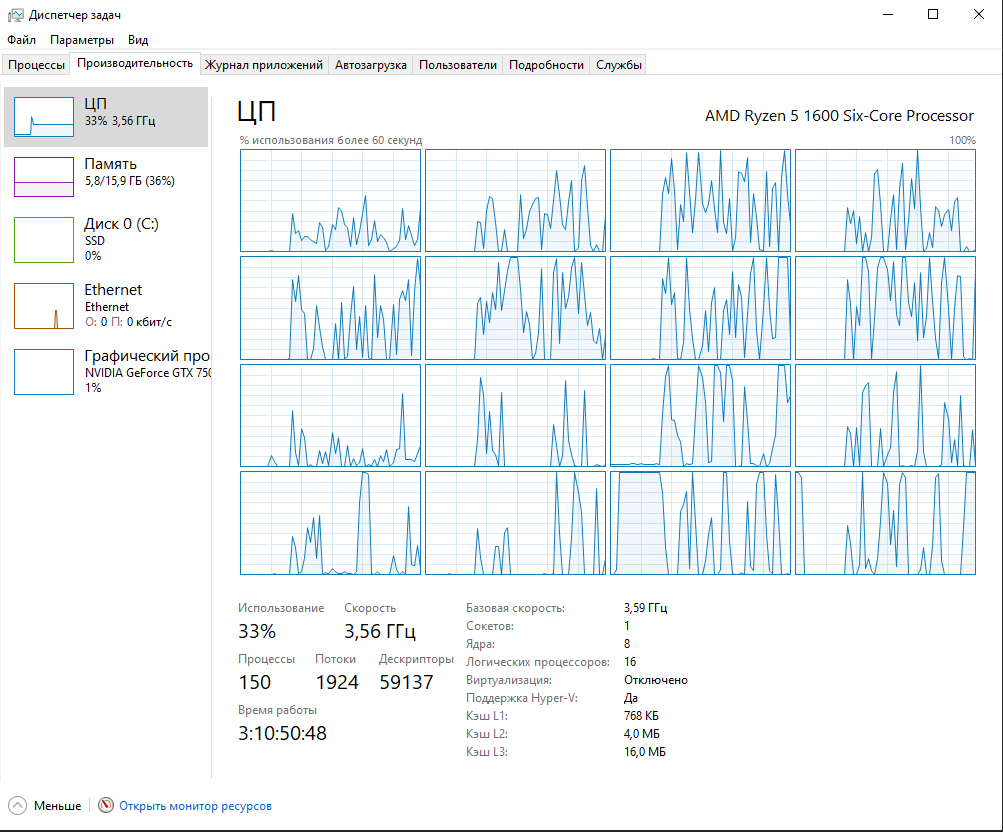 Диспетчер задач
Файл Параметры Вид
Процессы Производительность Журнал приложений Автозагрузка Пользователи Подробности Службы
ЦП
33% 3,56 ГГц
Память
5,8/15,9 ГБ (36%)
Диск 0 (C:)
SSD
0%
Ethernet
Ethernet
О: 0 П: 0 кбит/с
Графический про
NVIDIA GeForce GTX 750
1%
ЦП
AMD Ryzen 5 1600 Six-Core Processor
% использования более 60 секунд
100%
Использование Скорость
33% 3,56 ГГц
Процессы Потоки Дескрипторы
150 1924 59137
Время работы
3:10:50:48
Базовая скорость: 3,59 ГГц
Сокетов: 1
Ядра: 8
Логических процессоров: 16
Виртуализация: Отключено
Поддержка Hyper-V: Да
Кэш L1: 768 КБ
Кэш L2: 4,0 МБ
Кэш L3: 16,0 МБ
Меньше Открыть монитор ресурсов